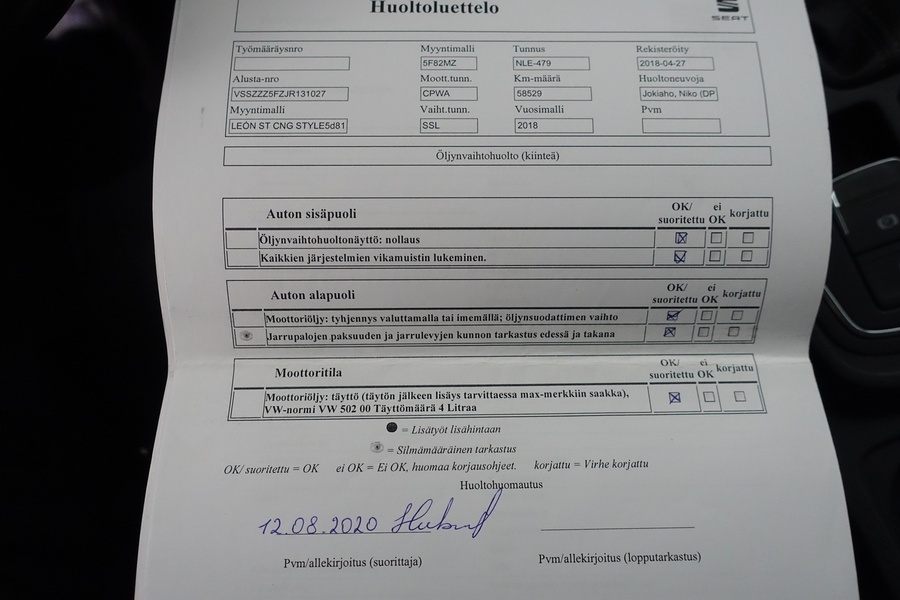 Huoltoluettelo
SEAT
Työmääräysnro Myyntimalli Tunnus Rekisteröity
5F82MZ NLE-479 2018-04-27
Alusta-nro Moott.tunn. Km-määrä Huoltoneuvoja
VSSZZZ5FZJR131027 CPWA 58529 Jokiaho, Niko (DP
Myyntimalli Vaiht.tunn. Vuosimalli Pvm
LEÓN ST CNG STYLE5d81 SSL 2018
Öljynvaihtohuolto (kiinteä)
Auton sisäpuoli OK/ suoritettu ei OK korjattu
Öljynvaihtohuoltonäyttö: nollaus
Kaikkien järjestelmien vikamuistin lukeminen.
Auton alapuoli OK/ suoritettu ei OK korjattu
Moottoriöljy: tyhjennys valuttamalla tai imemällä; öljynsuodattimen vaihto
Jarrupalojen paksuuden ja jarrulevyjen kunnon tarkastus edessä ja takana
Moottoritila OK/ suoritettu ei OK korjattu
Moottoriöljy: täyttö (täytön jälkeen lisäys tarvittaessa max-merkkiin saakka),
VW-normi VW 502 00 Täyttömäärä 4 Litraa
= Lisätyöt lisähintaan
= Silmämääräinen tarkastus
OK/ suoritettu = OK ei OK = Ei OK, huomaa korjausohjeet. korjattu = Virhe korjattu
Huoltohuomautus
12.08.2020
Pvm/allekirjoitus (suorittaja) Pvm/allekirjoitus (lopputarkastus)